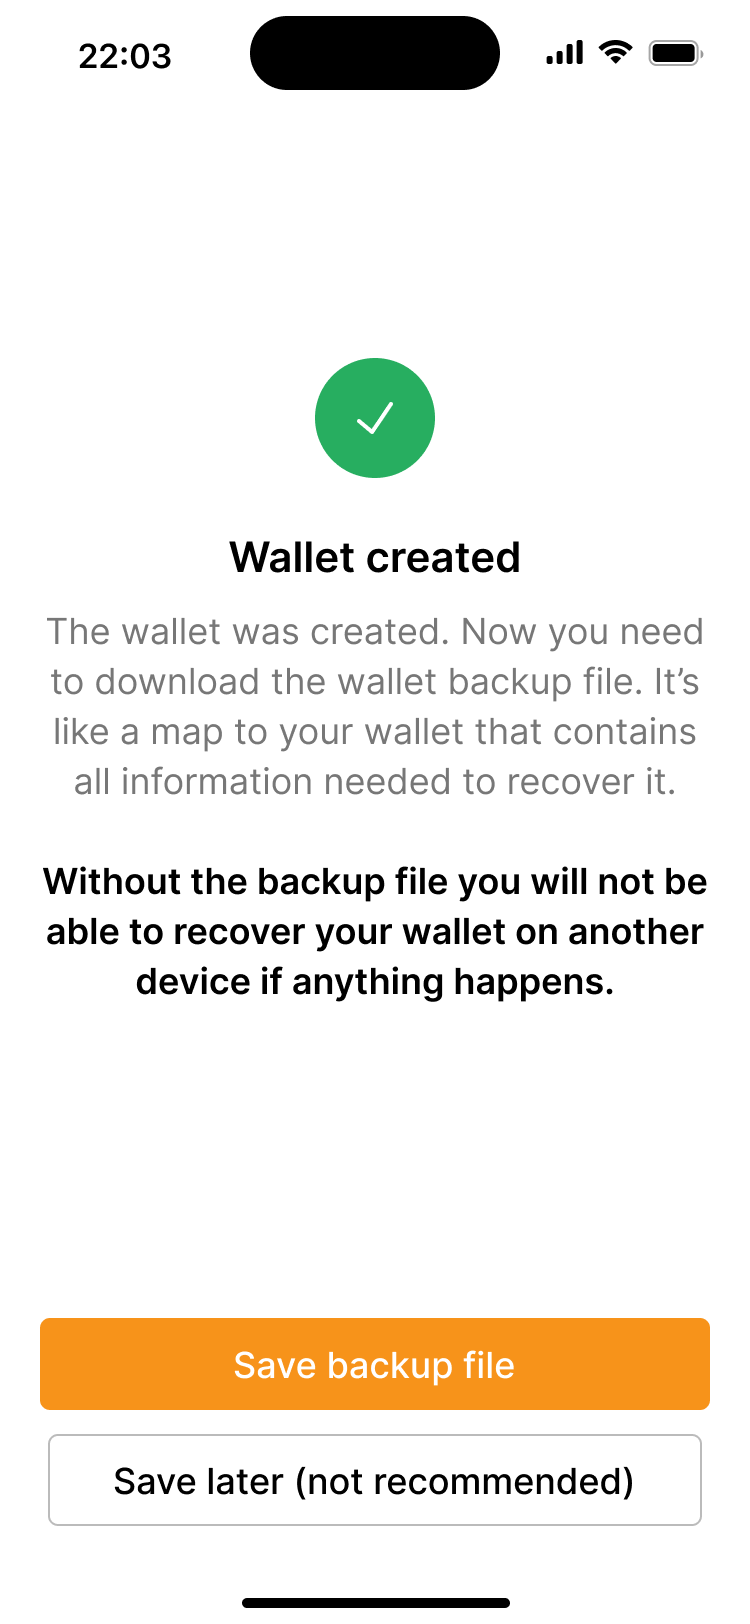 22:03
Wallet created
The wallet was created. Now you need
to download the wallet backup file. It’s
like a map to your wallet that contains
all information needed to recover it.
Without the backup file you will not be
able to recover your wallet on another
device if anything happens.
Save backup file
Save later (not recommended)